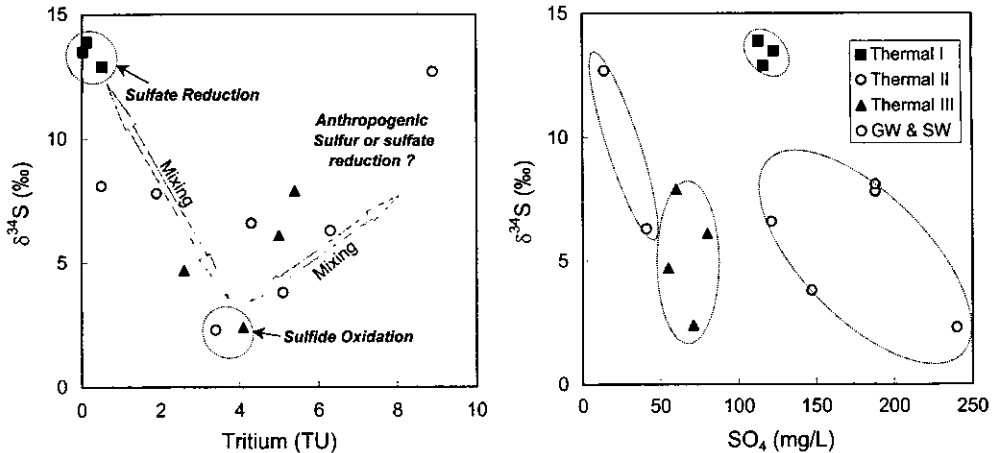 15
10
5
0
0
2
4
6
8
10
δ³⁴S (‰)
Tritium (TU)
Sulfate Reduction
Mixing
Anthropogenic
Sulfur or sulfate
reduction ?
Mixing
Sulfide Oxidation
15
10
5
0
0
50
100
150
200
250
δ³⁴S (‰)
SO₄ (mg/L)
Thermal I
Thermal II
Thermal III
GW & SW